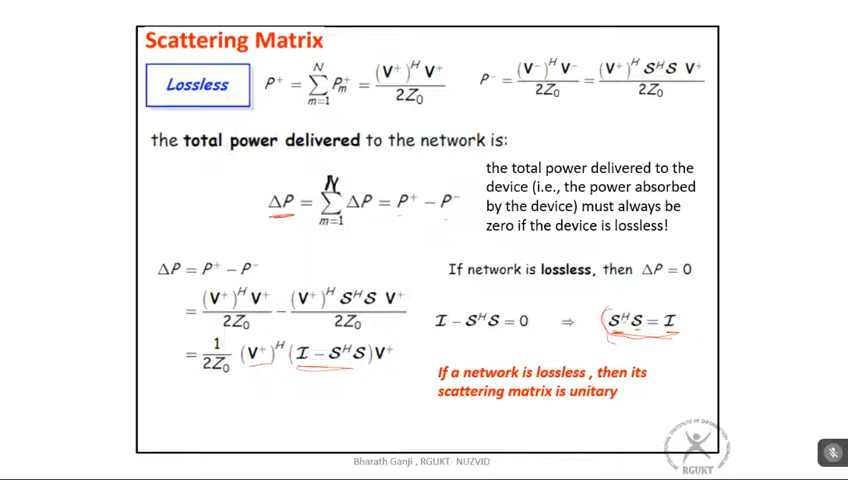 Scattering Matrix
Lossless
P⁺ = ∑_{m=1}^{N} P_m⁺ = (V⁺)^H V⁺ / 2Z₀
P⁻ = (V⁻)^H V⁻ / 2Z₀ = (V⁺)^H S^H S V⁺ / 2Z₀
the total power delivered to the network is:
ΔP = ∑_{m=1}^{N} ΔP = P⁺ − P⁻
the total power delivered to the
device (i.e., the power absorbed
by the device) must always be
zero if the device is lossless!
ΔP = P⁺ − P⁻
= (V⁺)^H V⁺ / 2Z₀ − (V⁺)^H S^H S V⁺ / 2Z₀
= 1 / 2Z₀ (V⁺)^H (I − S^H S) V⁺
If network is lossless, then ΔP = 0
I − S^H S = 0 ⇒ S^H S = I
If a network is lossless , then its
scattering matrix is unitary
Bharath Ganji , RGUKT- NUZVID
RGUKT